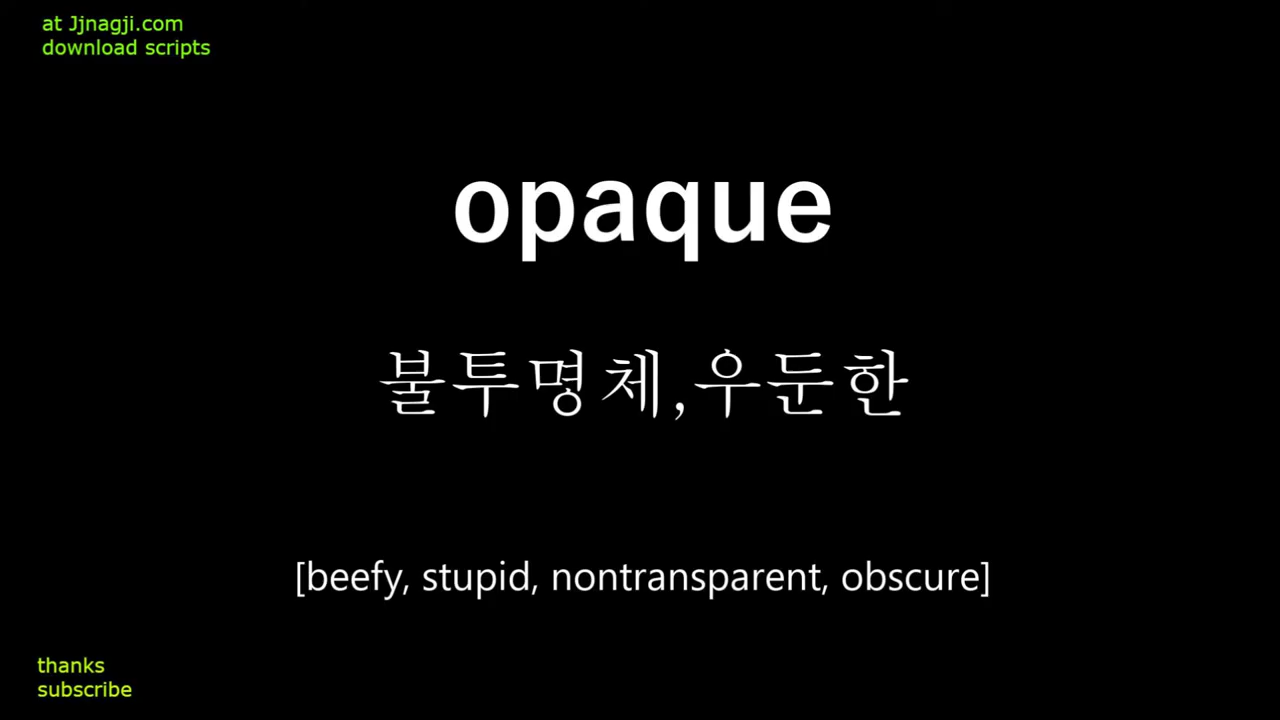 at Jjnagji.com
download scripts
opaque
불투명체,우둔한
[beefy, stupid, nontransparent, obscure]
thanks
subscribe